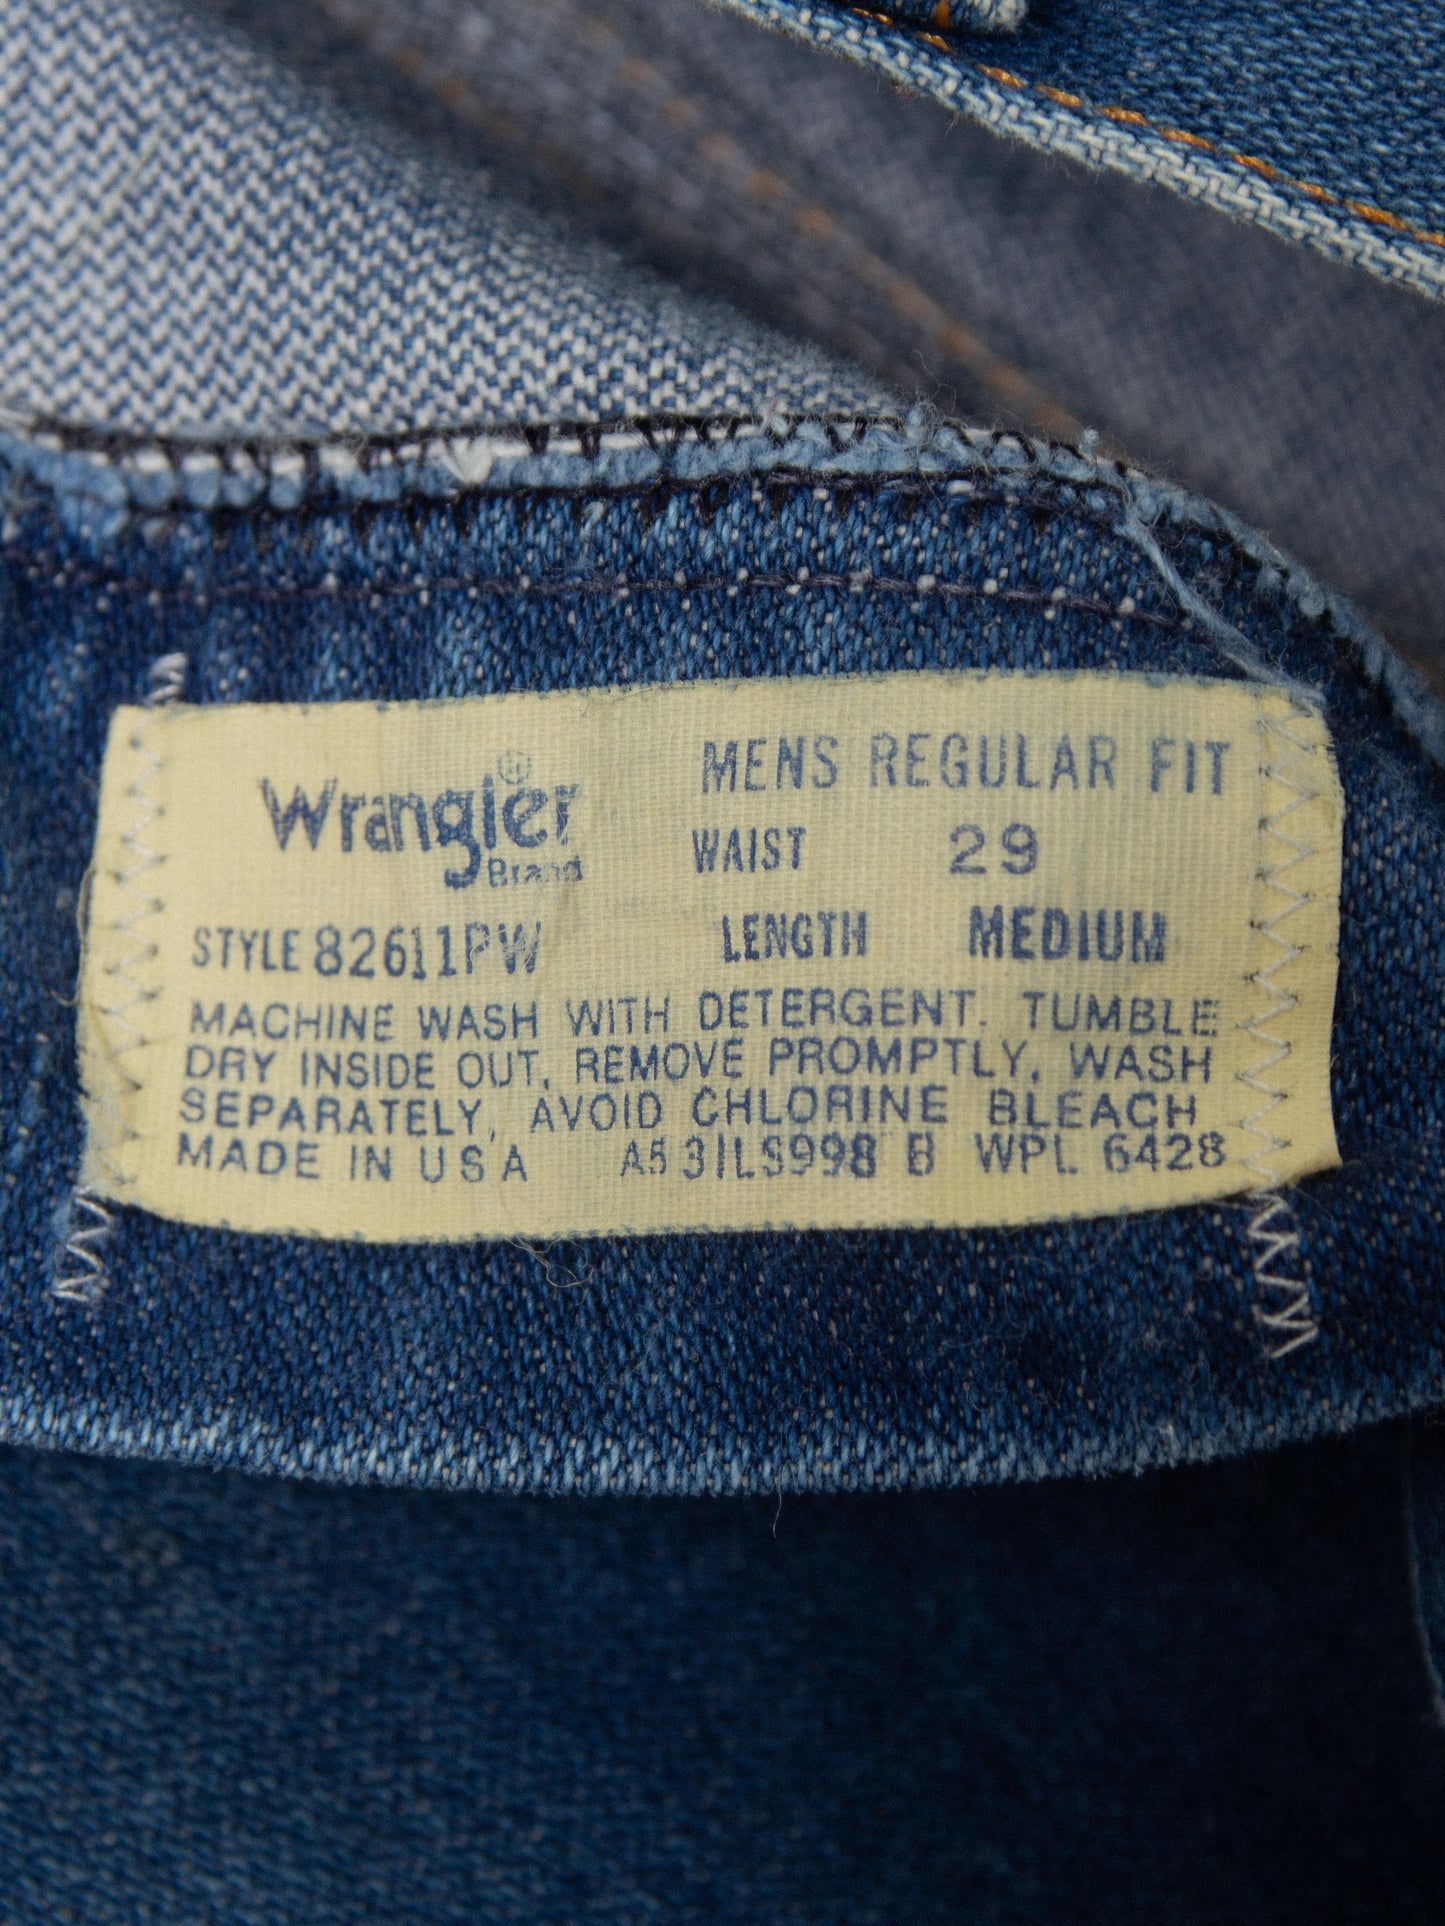 MENS REGULAR FIT
Wrangler®
Brand
WAIST 29
STYLE 82611PW LENGTH MEDIUM
MACHINE WASH WITH DETERGENT. TUMBLE
DRY INSIDE OUT, REMOVE PROMPTLY, WASH
SEPARATELY, AVOID CHLORINE BLEACH
MADE IN U S A A5 31LS998 B WPL 6428